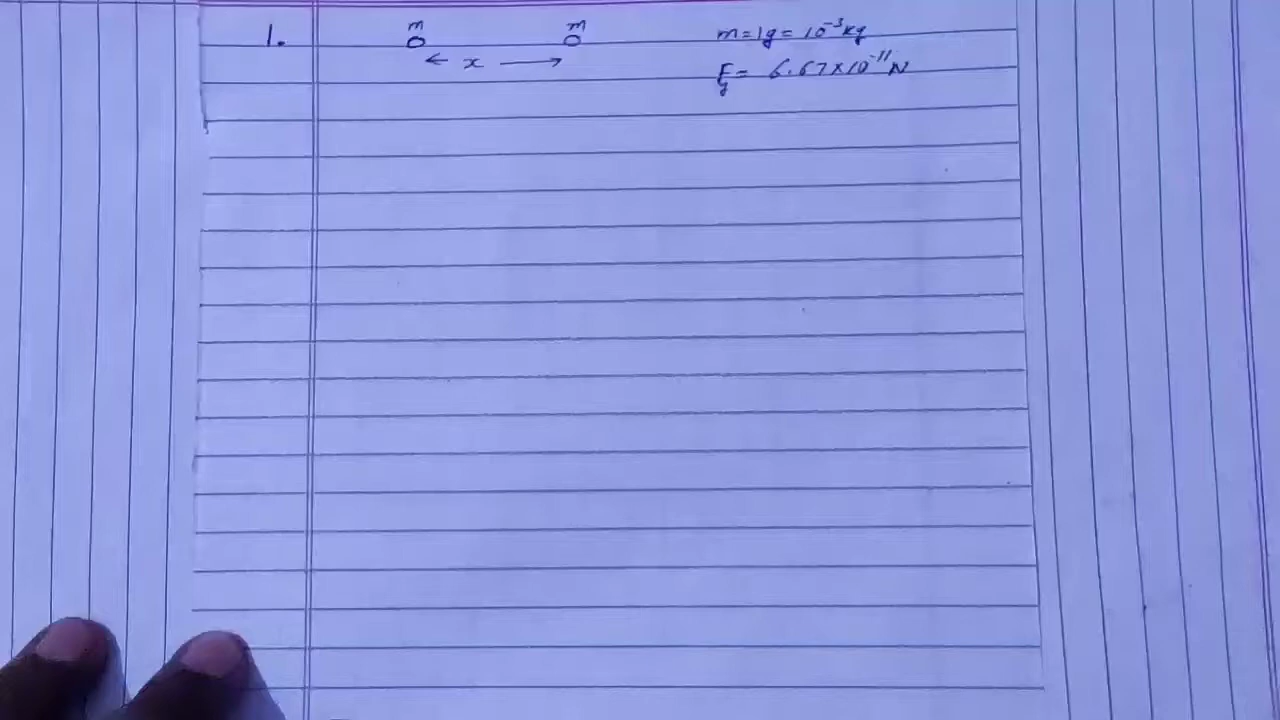 1. m m m = 1g = 10⁻³ kg
← x → Fg = 6.67 × 10⁻¹¹ N